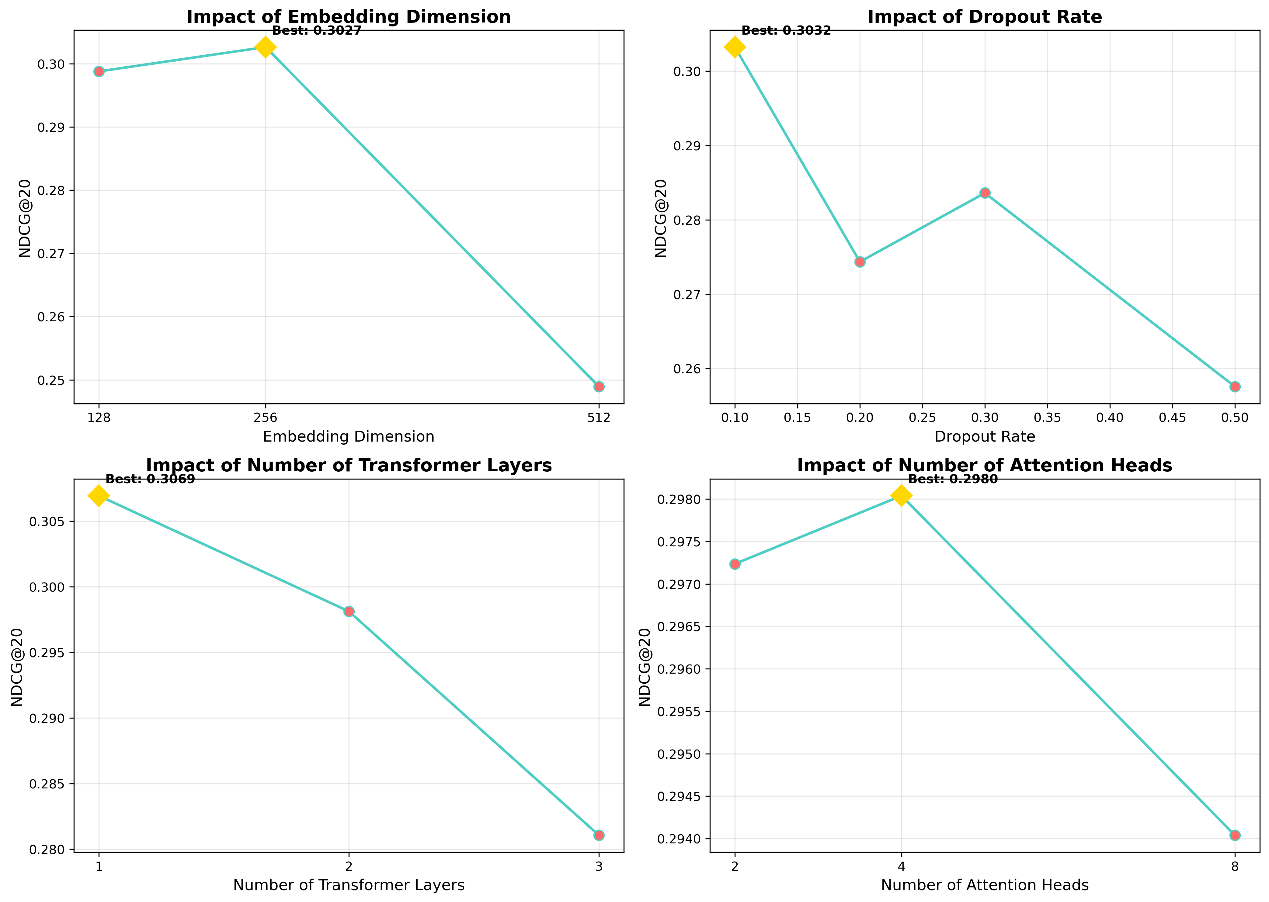 Impact of Embedding Dimension
Best: 0.3027
0.30
0.29
0.28
0.27
0.26
0.25
NDCG@20
128
256
512
Embedding Dimension
Impact of Dropout Rate
Best: 0.3032
0.30
0.29
0.28
0.27
0.26
NDCG@20
0.10
0.15
0.20
0.25
0.30
0.35
0.40
0.45
0.50
Dropout Rate
Impact of Number of Transformer Layers
Best: 0.3069
0.305
0.300
0.295
0.290
0.285
0.280
NDCG@20
1
2
3
Number of Transformer Layers
Impact of Number of Attention Heads
Best: 0.2980
0.2980
0.2975
0.2970
0.2965
0.2960
0.2955
0.2950
0.2945
0.2940
NDCG@20
2
4
8
Number of Attention Heads